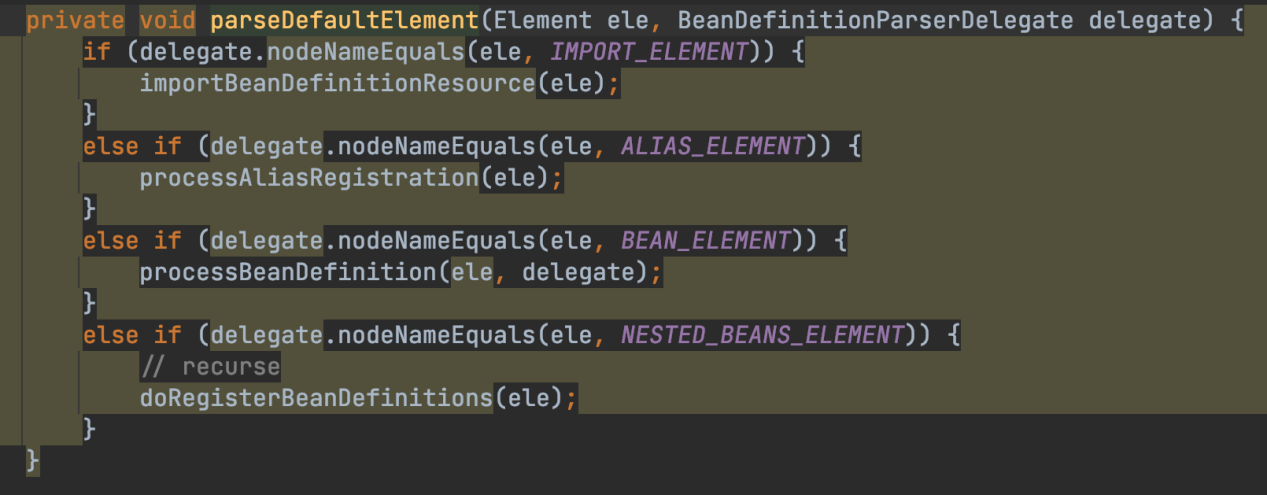 private void parseDefaultElement(Element ele, BeanDefinitionParserDelegate delegate) {
if (delegate.nodeNameEquals(ele, IMPORT_ELEMENT)) {
importBeanDefinitionResource(ele);
}
else if (delegate.nodeNameEquals(ele, ALIAS_ELEMENT)) {
processAliasRegistration(ele);
}
else if (delegate.nodeNameEquals(ele, BEAN_ELEMENT)) {
processBeanDefinition(ele, delegate);
}
else if (delegate.nodeNameEquals(ele, NESTED_BEANS_ELEMENT)) {
// recurse
doRegisterBeanDefinitions(ele);
}
}